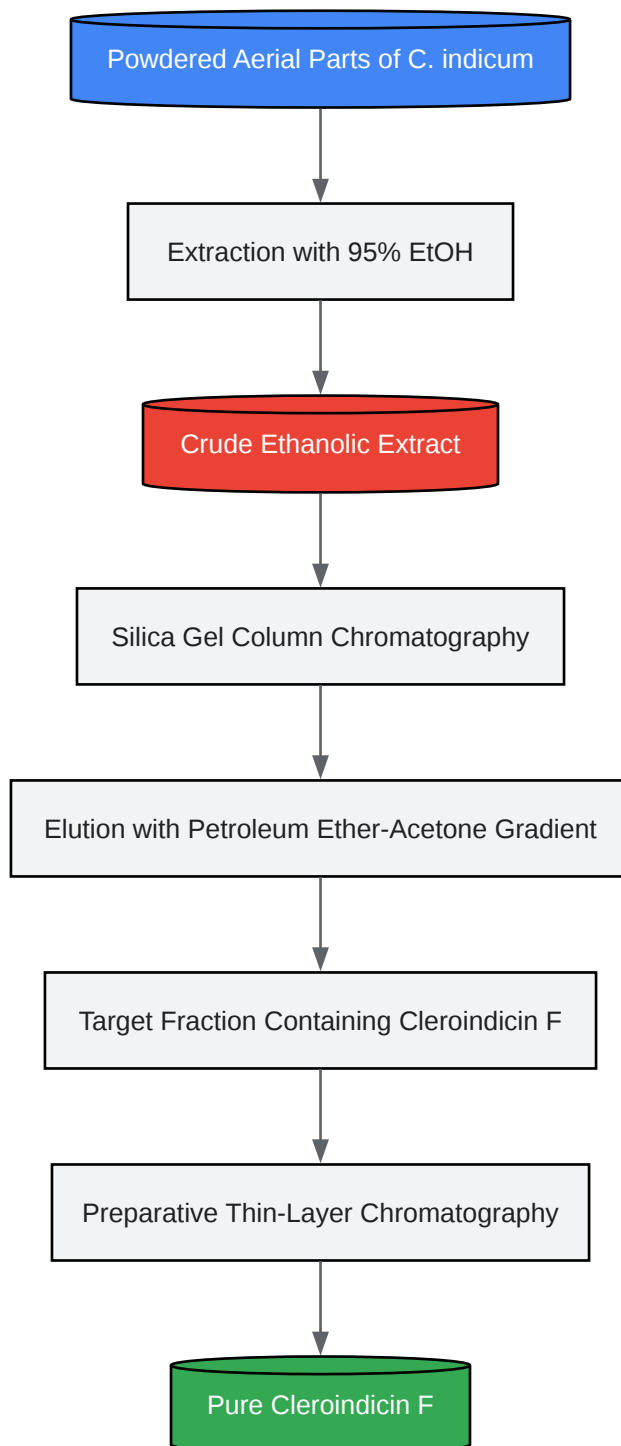 Powdered Aerial Parts of C. indicum
Extraction with 95% EtOH
Crude Ethanolic Extract
Silica Gel Column Chromatography
Elution with Petroleum Ether-Acetone Gradient
Target Fraction Containing Cleroindicin F
Preparative Thin-Layer Chromatography
Pure Cleroindicin F